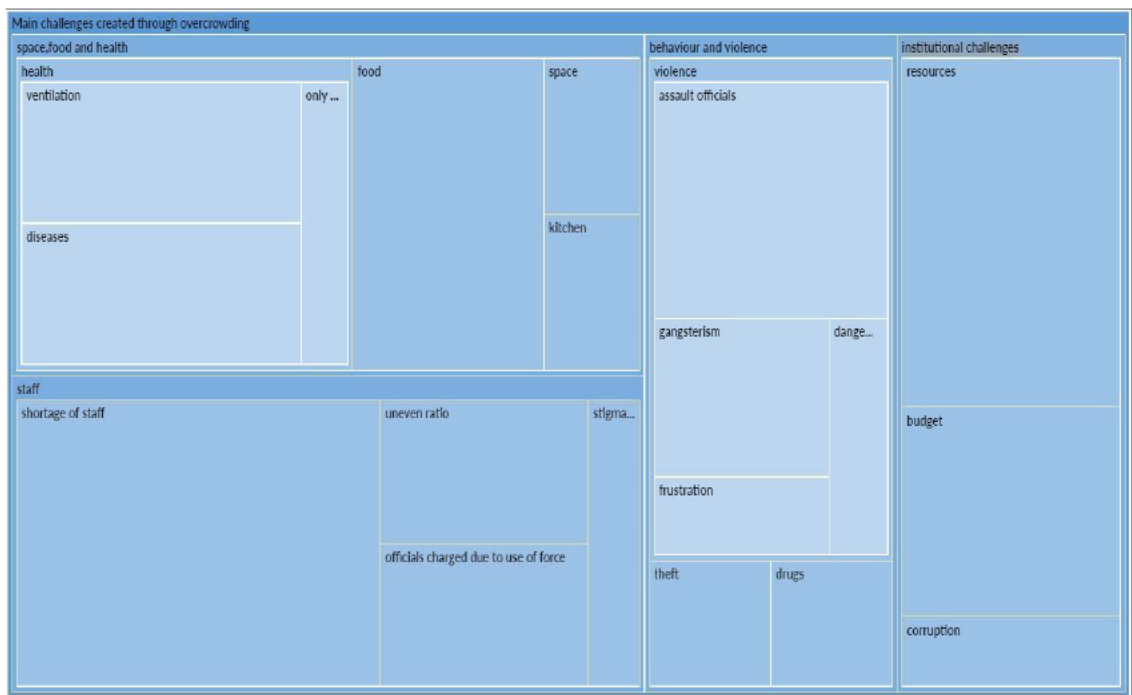 Main challenges created through overcrowding
space,food and health
health
ventilation
only ...
diseases
food
space
kitchen
staff
shortage of staff
uneven ratio
officials charged due to use of force
stigma...
behaviour and violence
violence
assault officials
gangsterism
dange...
frustration
theft
drugs
institutional challenges
resources
budget
corruption